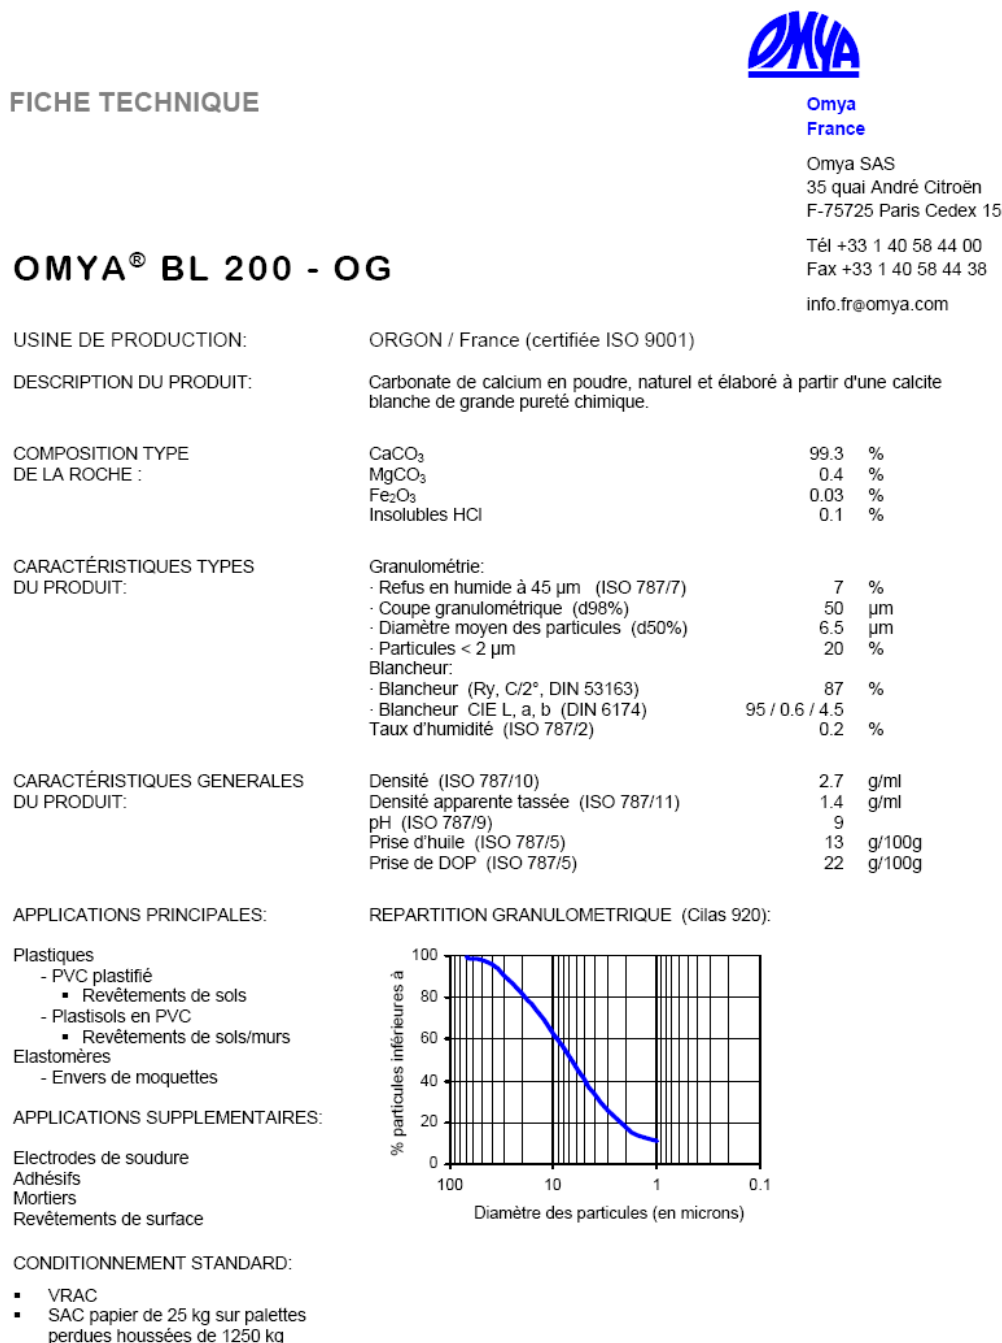 OMYA
FICHE TECHNIQUE
Omya
France
Omya SAS
35 quai André Citroën
F-75725 Paris Cedex 15
Tél +33 1 40 58 44 00
Fax +33 1 40 58 44 38
info.fr@omya.com
OMYA® BL 200 - OG
USINE DE PRODUCTION: ORGON / France (certifiée ISO 9001)
DESCRIPTION DU PRODUIT: Carbonate de calcium en poudre, naturel et élaboré à partir d'une calcite
blanche de grande pureté chimique.
COMPOSITION TYPE CaCO₃ 99.3 %
DE LA ROCHE : MgCO₃ 0.4 %
Fe₂O₃ 0.03 %
Insolubles HCl 0.1 %
CARACTÉRISTIQUES TYPES Granulométrie:
DU PRODUIT: · Refus en humide à 45 µm (ISO 787/7) 7 %
· Coupe granulométrique (d98%) 50 µm
· Diamètre moyen des particules (d50%) 6.5 µm
· Particules < 2 µm 20 %
Blancheur:
· Blancheur (Ry, C/2°, DIN 53163) 87 %
· Blancheur CIE L, a, b (DIN 6174) 95 / 0.6 / 4.5
Taux d'humidité (ISO 787/2) 0.2 %
CARACTÉRISTIQUES GENERALES Densité (ISO 787/10) 2.7 g/ml
DU PRODUIT: Densité apparente tassée (ISO 787/11) 1.4 g/ml
pH (ISO 787/9) 9
Prise d'huile (ISO 787/5) 13 g/100g
Prise de DOP (ISO 787/5) 22 g/100g
APPLICATIONS PRINCIPALES:
Plastiques
- PVC plastifié
▪ Revêtements de sols
- Plastisols en PVC
▪ Revêtements de sols/murs
Elastomères
- Envers de moquettes
APPLICATIONS SUPPLEMENTAIRES:
Electrodes de soudure
Adhésifs
Mortiers
Revêtements de surface
REPARTITION GRANULOMETRIQUE (Cilas 920):
% particules inférieures à
100
80
60
40
20
0
100 10 1 0.1
Diamètre des particules (en microns)
CONDITIONNEMENT STANDARD:
▪ VRAC
▪ SAC papier de 25 kg sur palettes
perdues houssées de 1250 kg